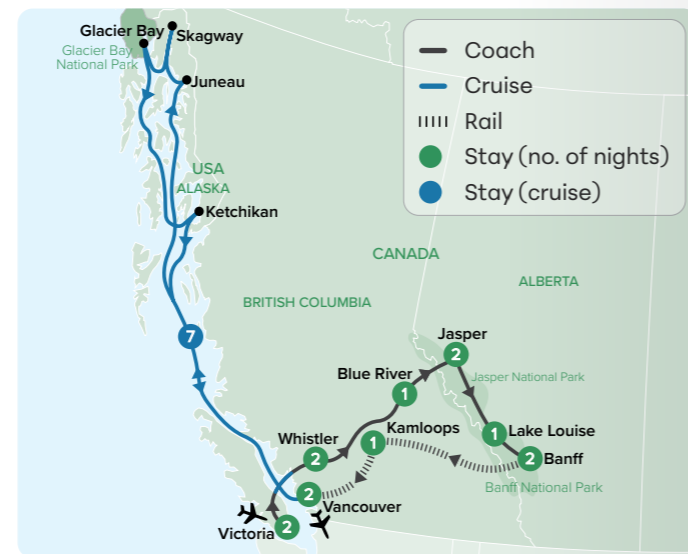 Glacier Bay
Skagway
Glacier Bay
National Park
Juneau
USA
ALASKA
Ketchikan
Coach
Cruise
Rail
Stay (no. of nights)
Stay (cruise)
CANADA
ALBERTA
BRITISH COLUMBIA
7
Jasper
2
Jasper National Park
Blue River
1
Kamloops
1
Whistler
2
1
Lake Louise
2
Banff
Banff National Park
2
Vancouver
Victoria
2